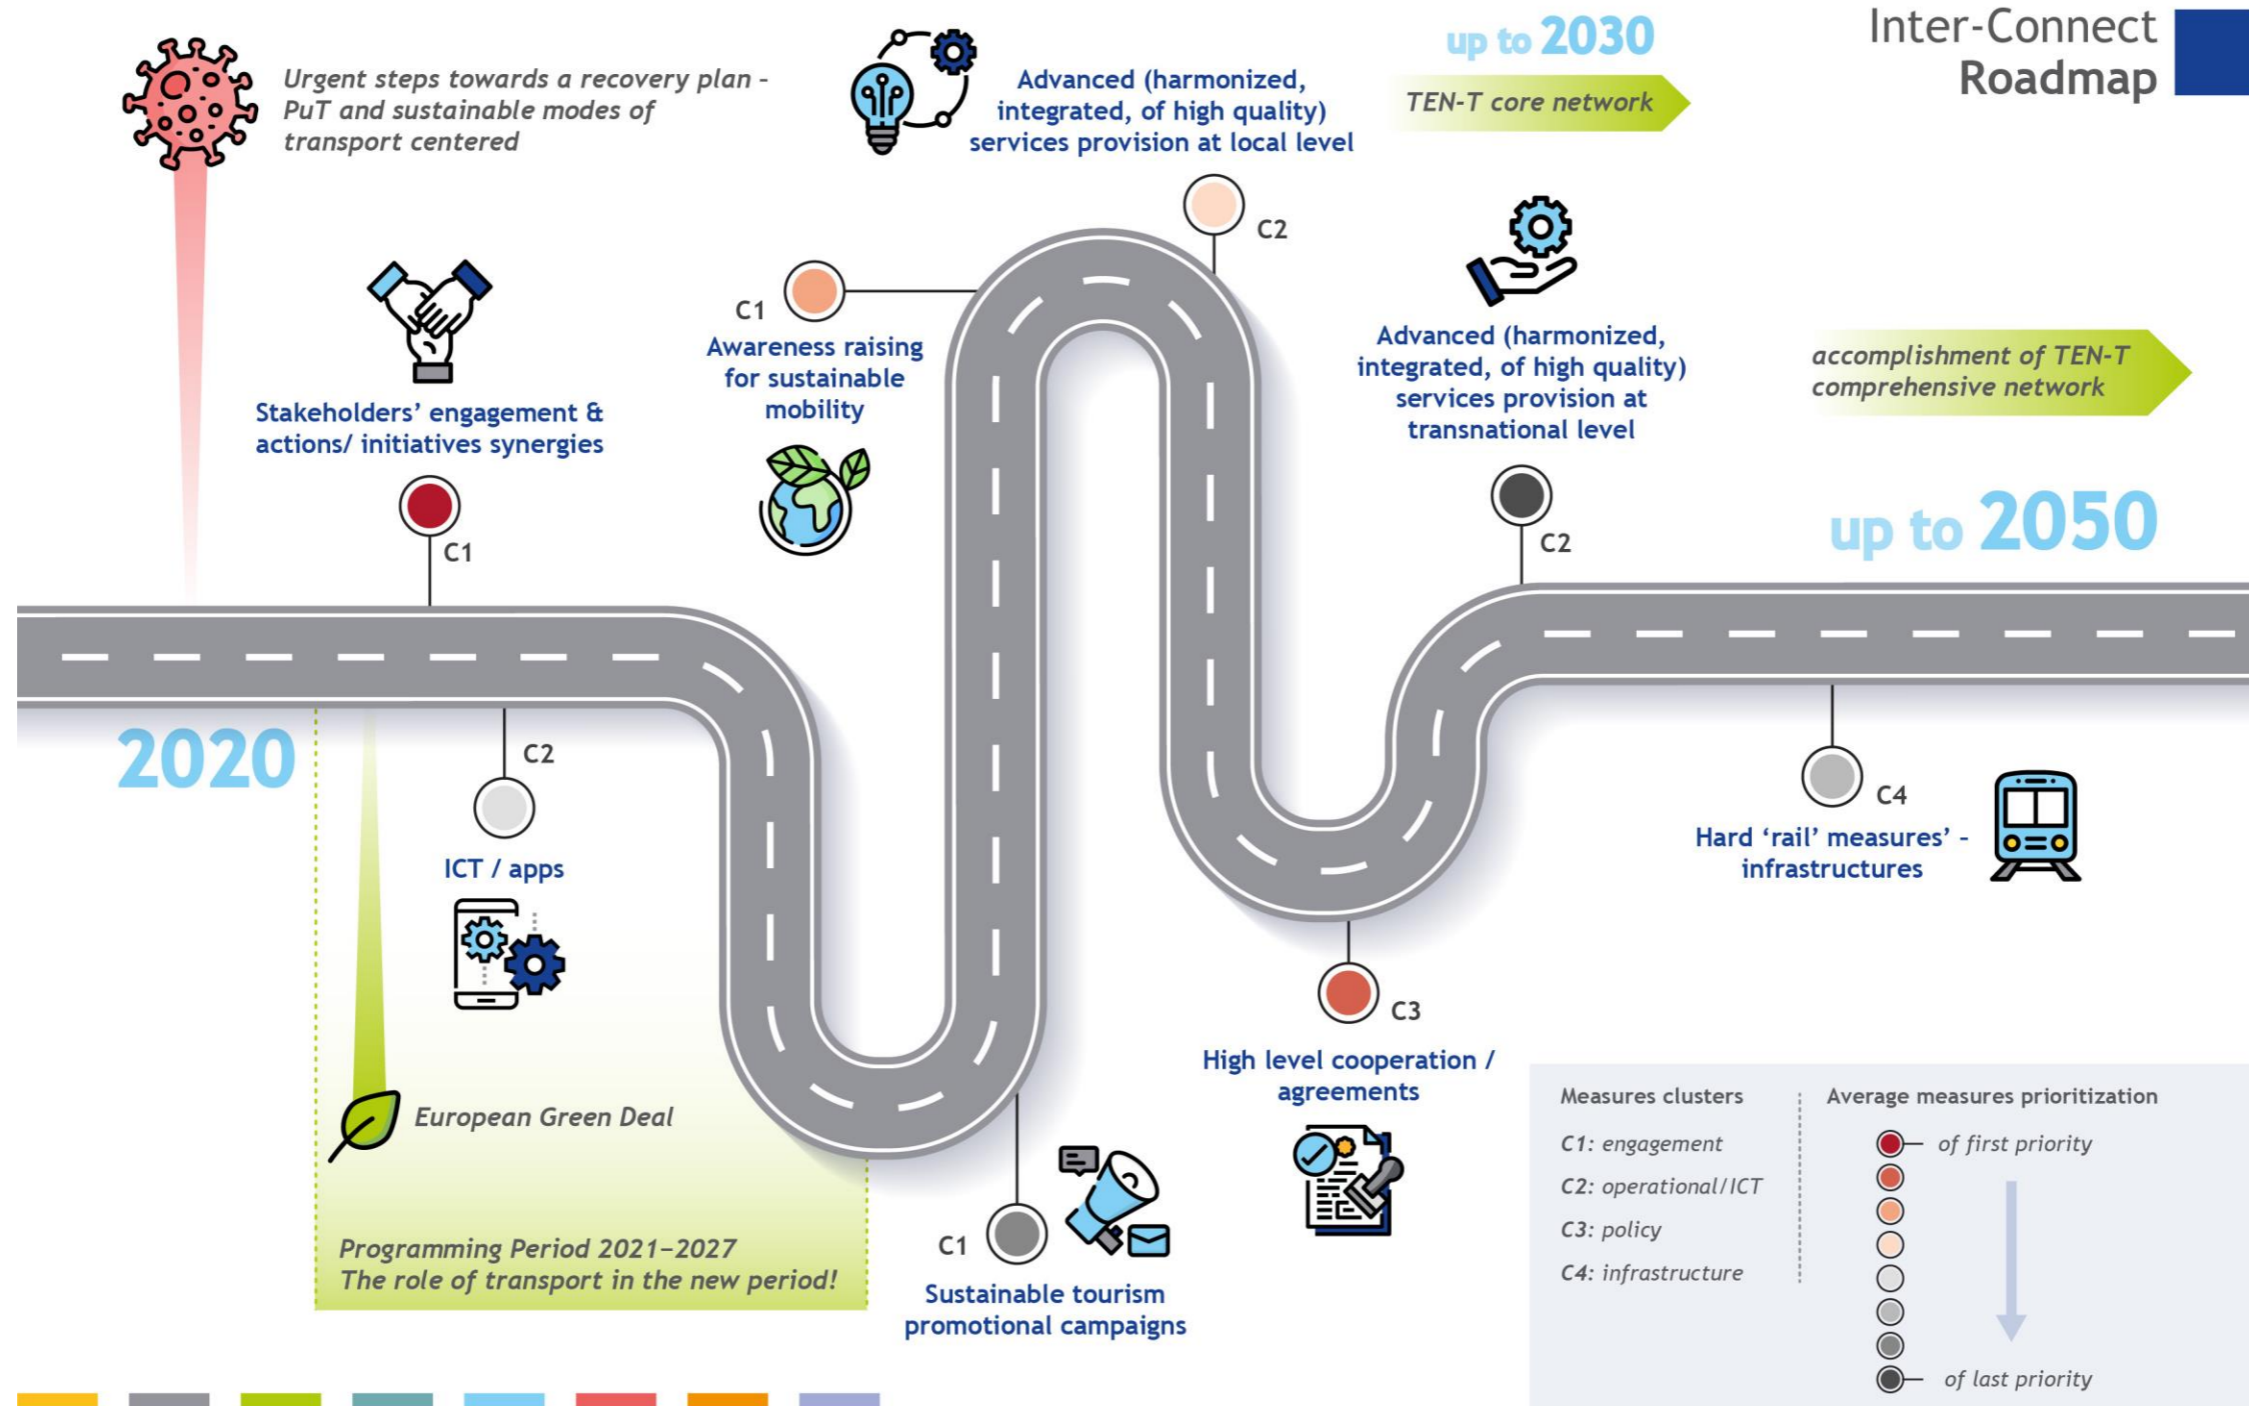 Inter-Connect
Roadmap
Urgent steps towards a recovery plan –
PuT and sustainable modes of
transport centered
Advanced (harmonized,
integrated, of high quality)
services provision at local level
C2
up to 2030
TEN-T core network
Stakeholders’ engagement &
actions/ initiatives synergies
C1
C1
Awareness raising
for sustainable
mobility
Advanced (harmonized,
integrated, of high quality)
services provision at
transnational level
C2
accomplishment of TEN-T
comprehensive network
up to 2050
2020
C2
ICT / apps
European Green Deal
Programming Period 2021–2027
The role of transport in the new period!
C1
Sustainable tourism
promotional campaigns
C3
High level cooperation /
agreements
C4
Hard ‘rail’ measures’ –
infrastructures
Measures clusters
C1: engagement
C2: operational/ICT
C3: policy
C4: infrastructure
Average measures prioritization
of first priority
of last priority